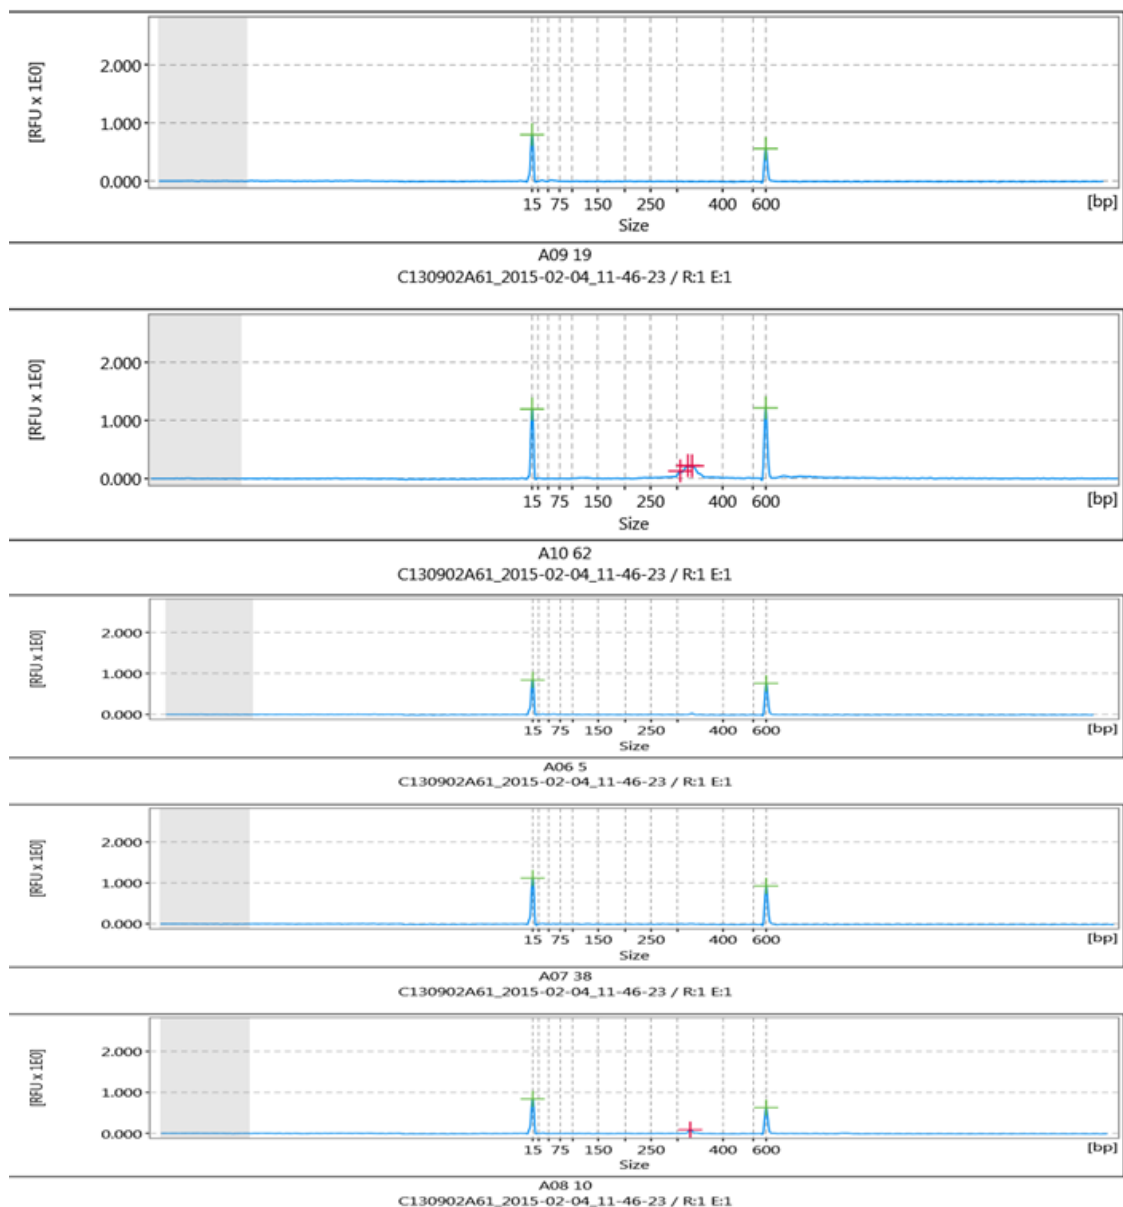 [RFU x 1E0]
2.000
1.000
0.000
15 75 150 250 400 600 [bp]
Size
A09 19
C130902A61_2015-02-04_11-46-23 / R:1 E:1
[RFU x 1E0]
2.000
1.000
0.000
15 75 150 250 400 600 [bp]
Size
A10 62
C130902A61_2015-02-04_11-46-23 / R:1 E:1
[RFU x 1E0]
2.000
1.000
0.000
15 75 150 250 400 600 [bp]
Size
A06 5
C130902A61_2015-02-04_11-46-23 / R:1 E:1
[RFU x 1E0]
2.000
1.000
0.000
15 75 150 250 400 600 [bp]
Size
A07 38
C130902A61_2015-02-04_11-46-23 / R:1 E:1
[RFU x 1E0]
2.000
1.000
0.000
15 75 150 250 400 600 [bp]
Size
A08 10
C130902A61_2015-02-04_11-46-23 / R:1 E:1